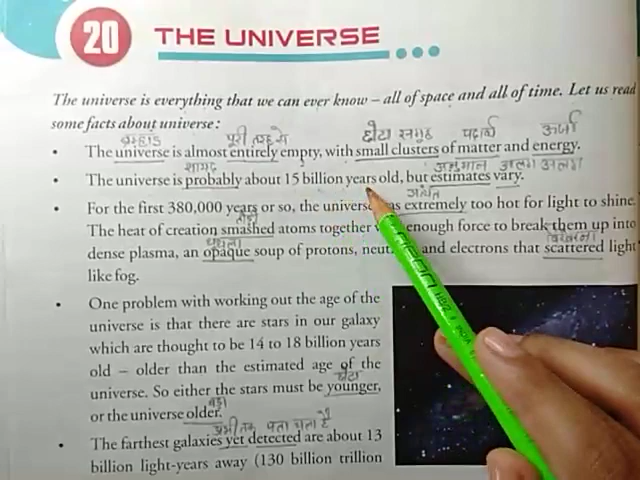 20 THE UNIVERSE
The universe is everything that we can ever know – all of space and all of time. Let us read
some facts about universe :
ब्रह्मांड पूरी तरह से छोटा समूह पदार्थ ऊर्जा
• The universe is almost entirely empty, with small clusters of matter and energy.
शायद अनुमान अलग अलग
• The universe is probably about 15 billion years old, but estimates vary.
• For the first 380,000 years or so, the universe was extremely too hot for light to shine.
The heat of creation smashed atoms together enough force to break them up into
धुंधला बिखरना
dense plasma, an opaque soup of protons, and electrons that scattered light
like fog.
• One problem with working out the age of the
universe is that there are stars in our galaxy
which are thought to be 14 to 18 billion years
old – older than the estimated age of the
छोटा
universe. So either the stars must be younger,
बड़ा
or the universe older.
अभी तक पता चला है
• The farthest galaxies yet detected are about 13
billion light-years away (130 billion trillion